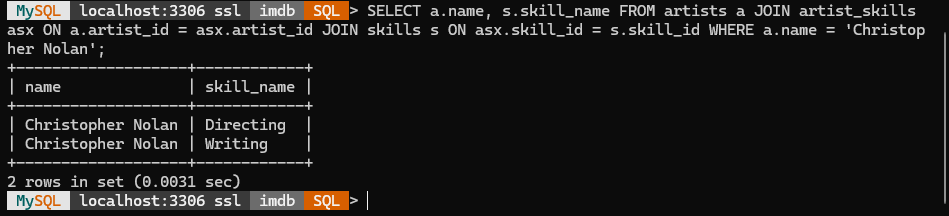 MySQL localhost:3306 ssl imdb SQL > SELECT a.name, s.skill_name FROM artists a JOIN artist_skills
asx ON a.artist_id = asx.artist_id JOIN skills s ON asx.skill_id = s.skill_id WHERE a.name = 'Christop
her Nolan';
+-------------------+------------+
| name              | skill_name |
+-------------------+------------+
| Christopher Nolan | Directing  |
| Christopher Nolan | Writing    |
+-------------------+------------+
2 rows in set (0.0031 sec)
MySQL localhost:3306 ssl imdb SQL >